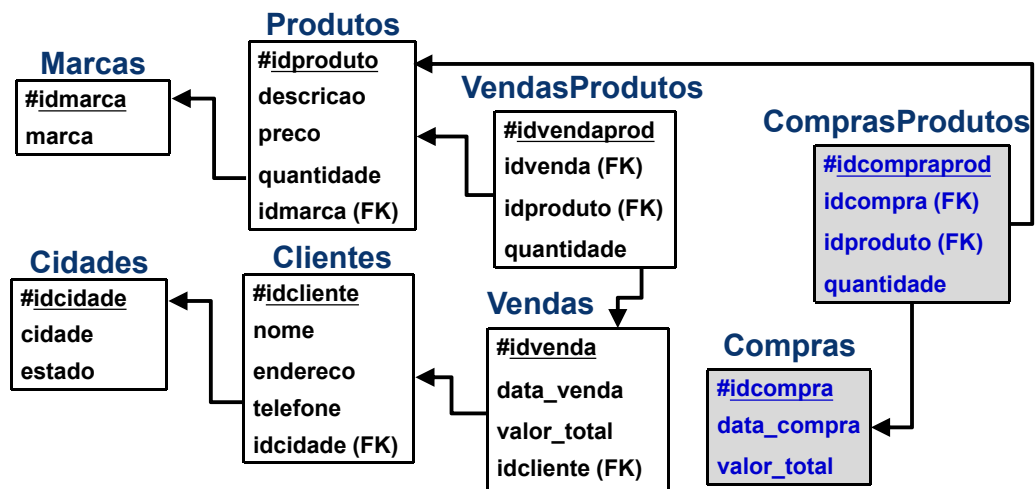 Marcas
#idmarca
marca
Produtos
#idproduto
descricao
preco
quantidade
idmarca (FK)
VendasProdutos
#idvendaprod
idvenda (FK)
idproduto (FK)
quantidade
ComprasProdutos
#idcompraprod
idcompra (FK)
idproduto (FK)
quantidade
Cidades
#idcidade
cidade
estado
Clientes
#idcliente
nome
endereco
telefone
idcidade (FK)
Vendas
#idvenda
data_venda
valor_total
idcliente (FK)
Compras
#idcompra
data_compra
valor_total